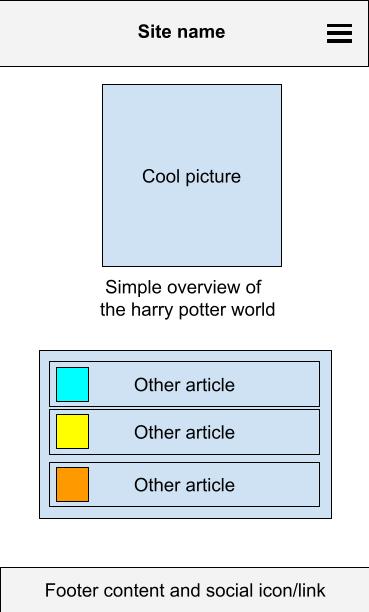 Site name
Cool picture
Simple overview of
the harry potter world
Other article
Other article
Other article
Footer content and social icon/link